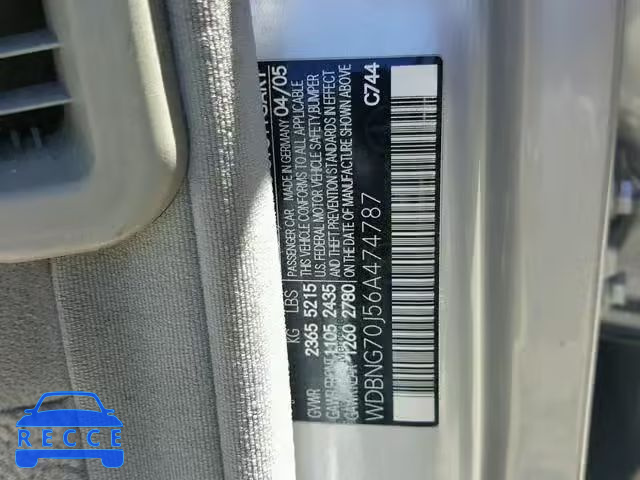 GARY
04/05
KG LBS PASSENGER CAR MADE IN GERMANY
GVWR 2365 5215 THIS VEHICLE CONFORMS TO ALL APPLICABLE
1105 2435 U.S. FEDERAL MOTOR VEHICLE SAFETY BUMPER
THEFT PREVENTION STANDARDS IN EFFECT
1260 2780 ON THE DATE OF MANUFACTURE SHOWN ABOVE
WDBNG70J56A474787 C744
RECCE